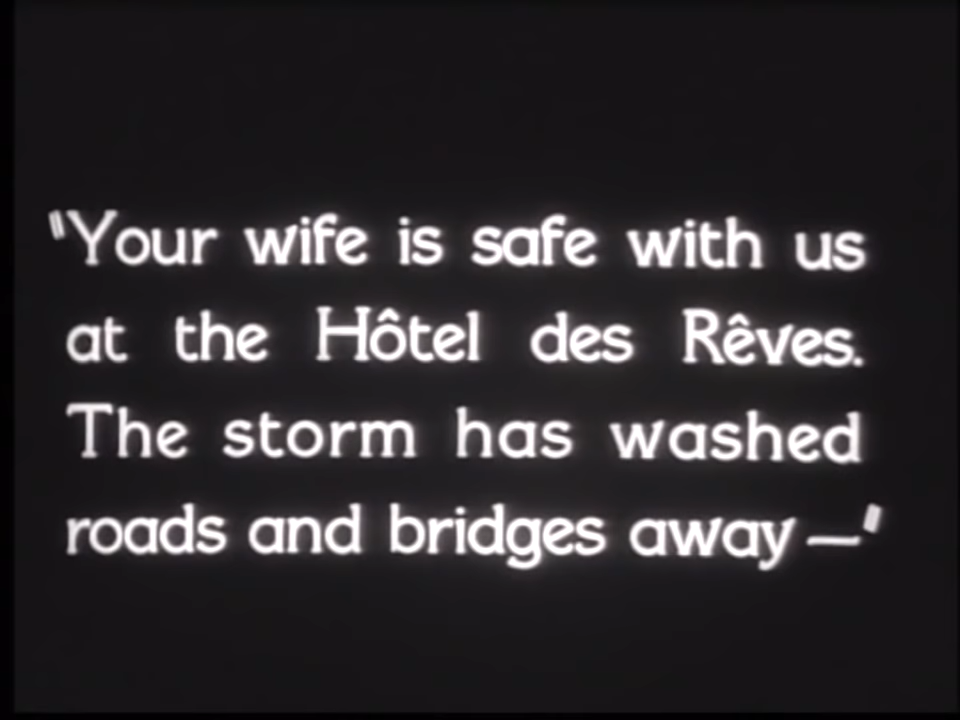 "Your wife is safe with us
at the Hôtel des Rêves.
The storm has washed
roads and bridges away—"